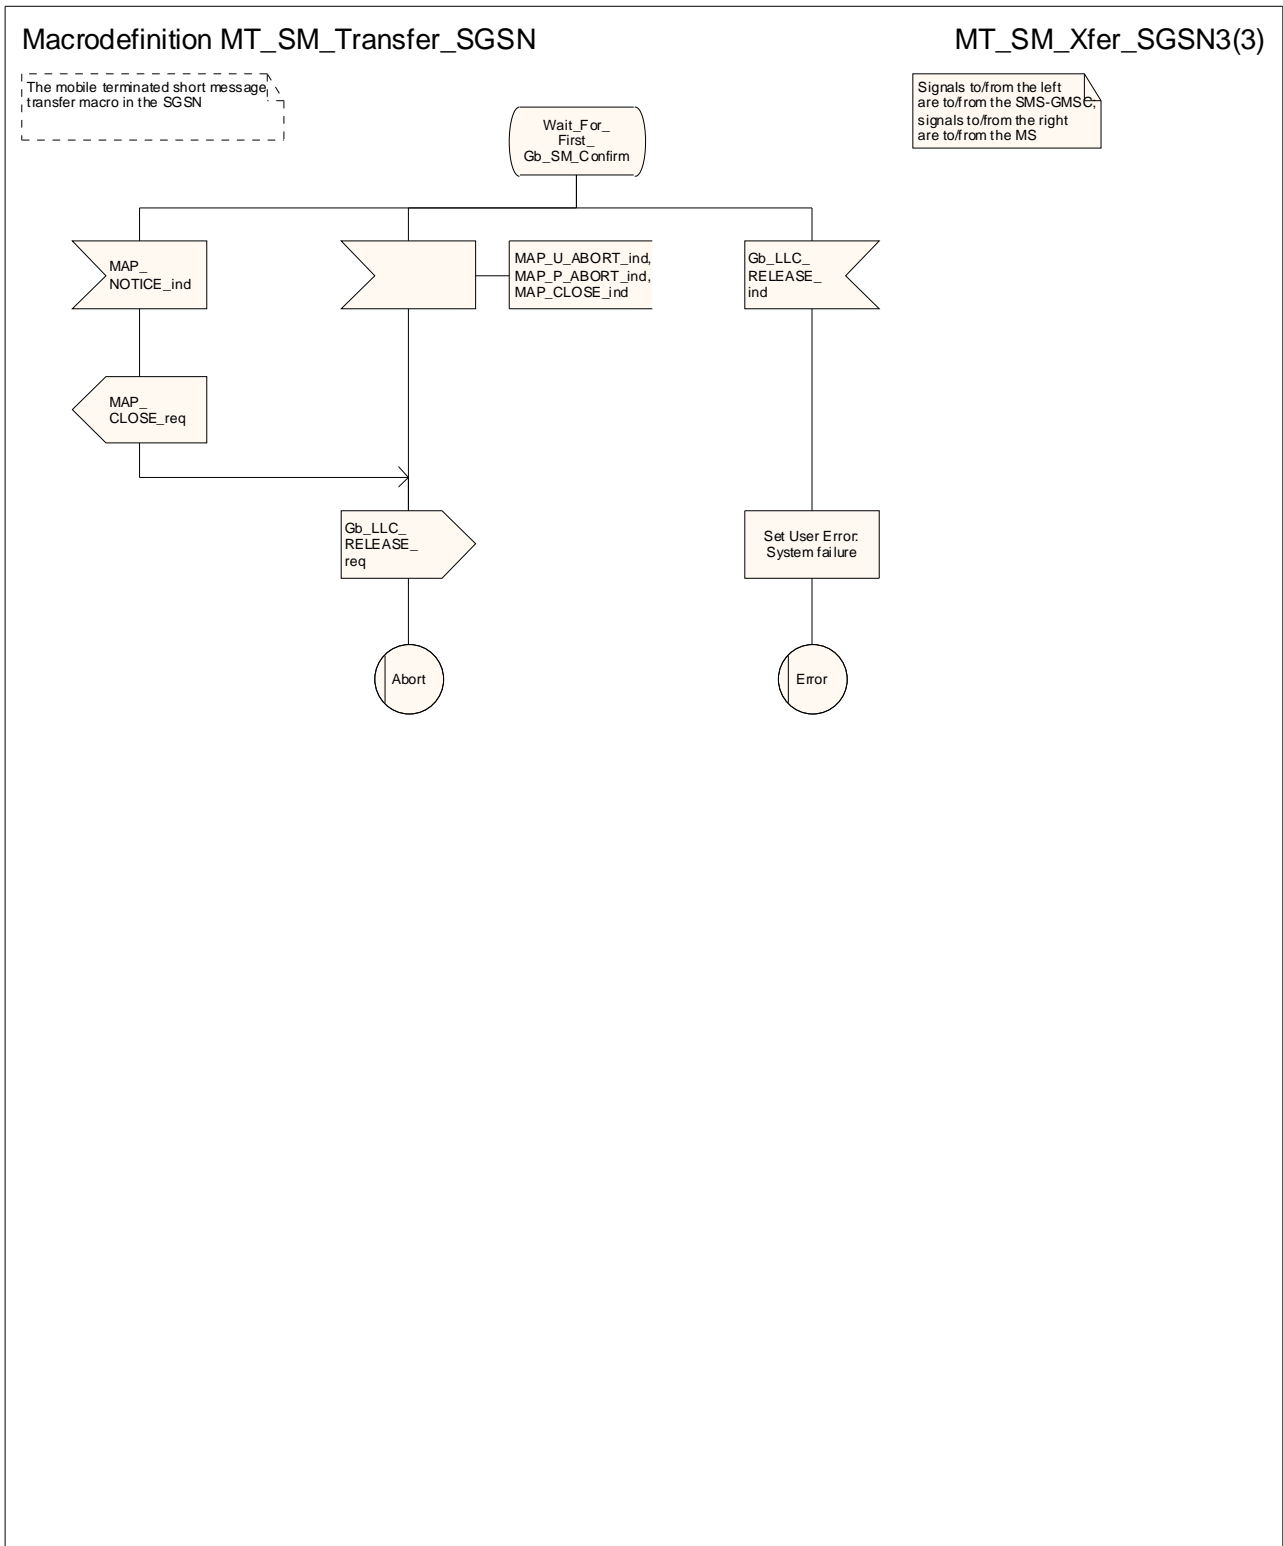 Macrodefinition MT_SM_Transfer_SGSN
MT_SM_Xfer_SGSN3(3)
The mobile terminated short message
transfer macro in the SGSN
Signals to/from the left
are to/from the SMS-GMSC;
signals to/from the right
are to/from the MS
Wait_For_
First_
Gb_SM_Confirm
MAP_
NOTICE_ind
MAP_U_ABORT_ind,
MAP_P_ABORT_ind,
MAP_CLOSE_ind
Gb_LLC_
RELEASE_
ind
MAP_
CLOSE_req
Gb_LLC_
RELEASE_
req
Set User Error:
System failure
Abort
Error